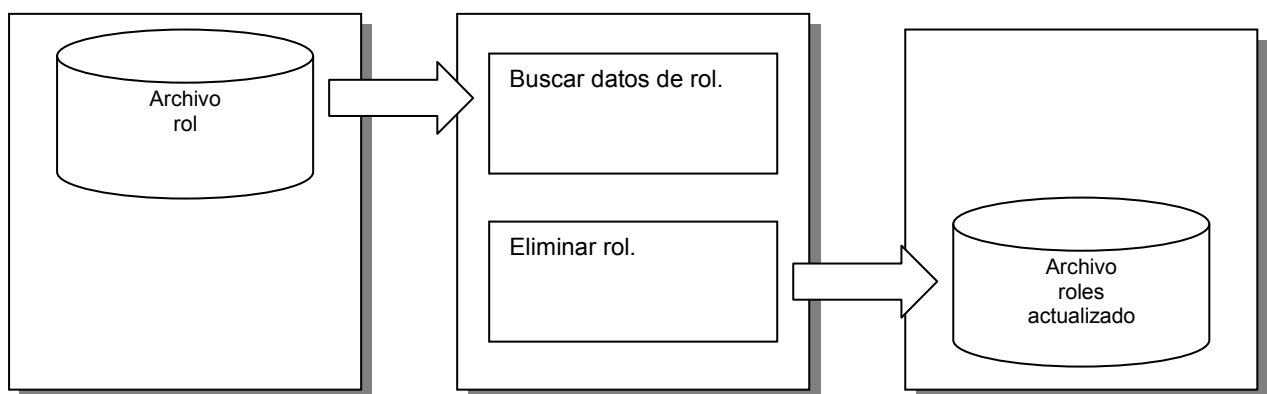 Archivo
rol
Buscar datos de rol.
Eliminar rol.
Archivo
roles
actualizado